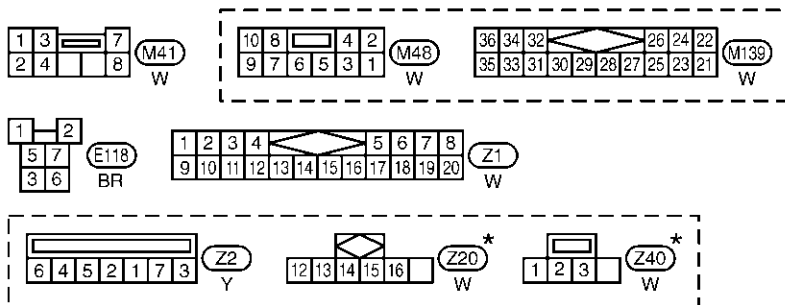 1 3 7
2 4 8
M41
W
10 8 4 2
9 7 6 5 3 1
M48
W
36 34 32 26 24 22
35 33 31 30 29 28 27 25 23 21
M139
W
1 2
5 7
3 6
E118
BR
1 2 3 4 5 6 7 8
9 10 11 12 13 14 15 16 17 18 19 20
Z1
W
6 4 5 2 1 7 3
Z2
Y
12 13 14 15 16
Z20 *
W
1 2 3
Z40 *
W